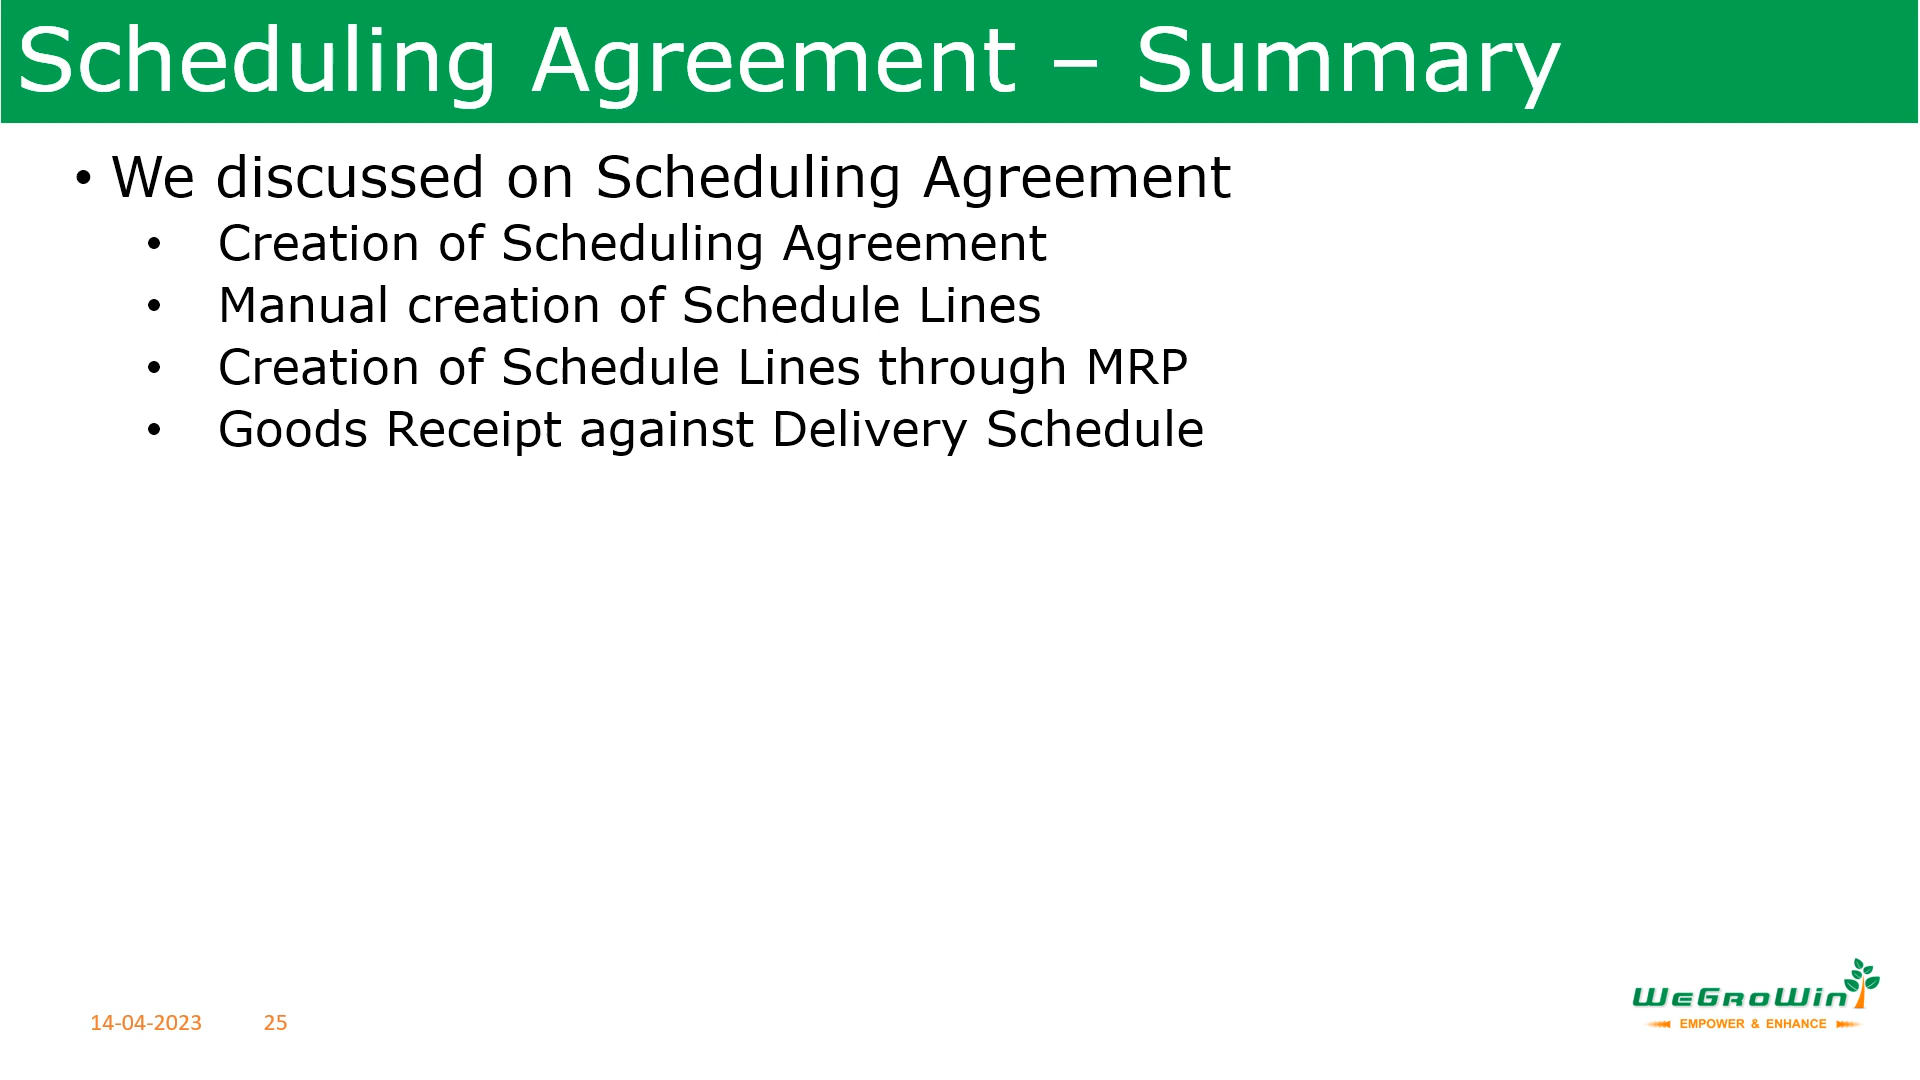 Scheduling Agreement – Summary
• We discussed on Scheduling Agreement
• Creation of Scheduling Agreement
• Manual creation of Schedule Lines
• Creation of Schedule Lines through MRP
• Goods Receipt against Delivery Schedule
14-04-2023 25
WeGroWin
EMPOWER & ENHANCE